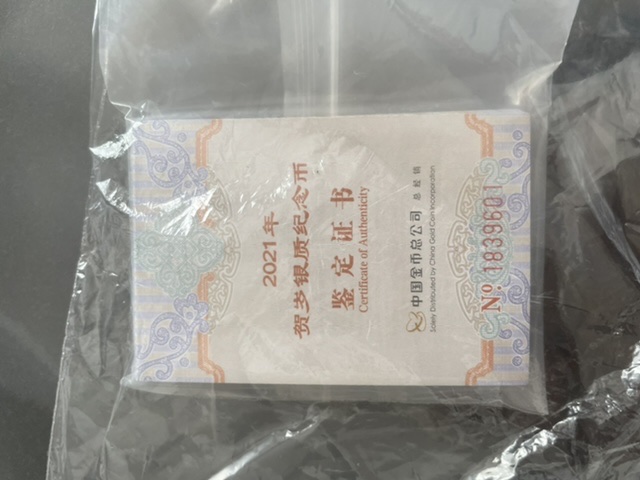 2021年
贺岁银质纪念币
鉴定证书
Certificate of Authenticity
中国金币总公司 总经销
Solely Distributed by China Gold Coin Incorporation
№ 1839601